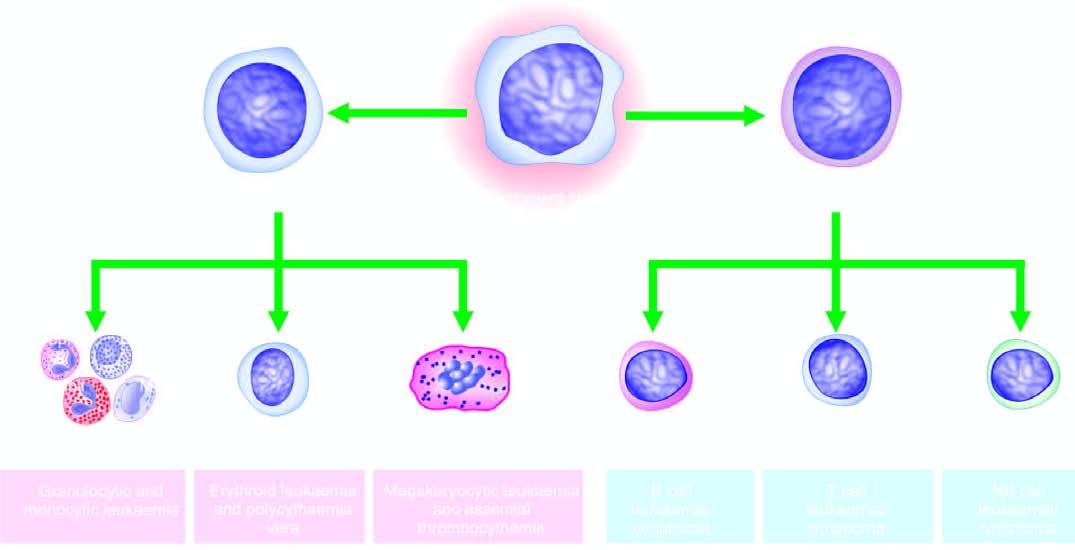 Granulocytic and
monocytic leukaemia
Erythroid leukaemia
and polycythaemia
vera
Megakaryocytic leukaemia
and essential
thrombocythemia
B cell
leukaemia/
lymphoma
T cell
leukaemia/
lymphoma
NK cell
leukaemia/
lymphoma